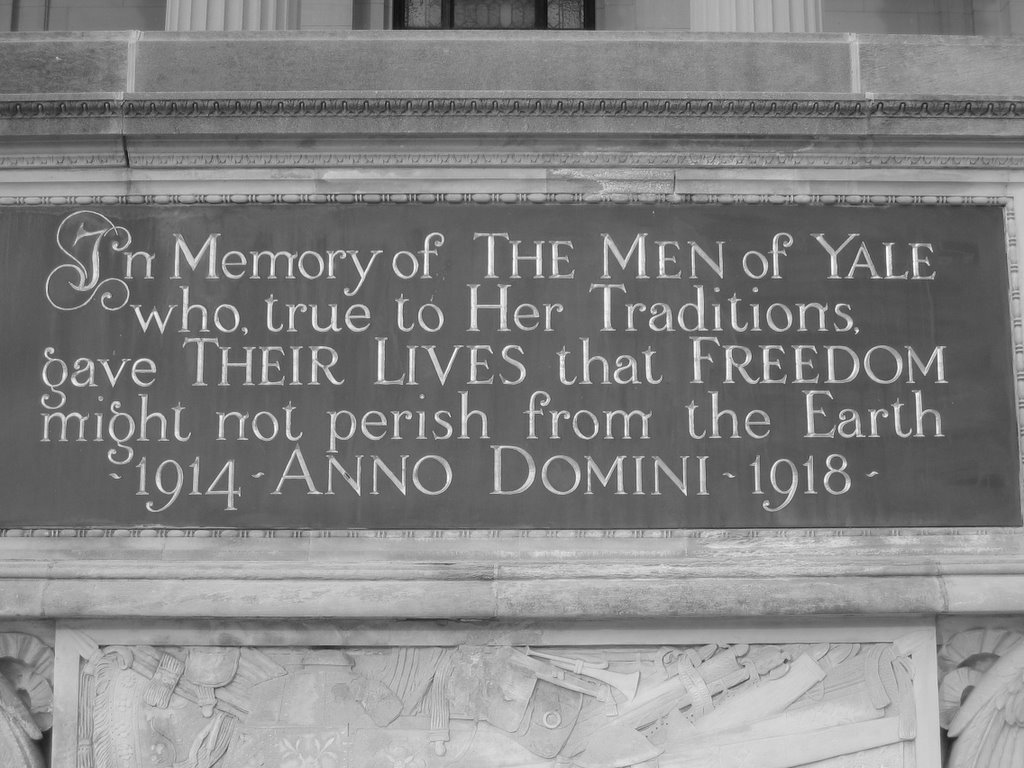 In Memory of THE MEN of YALE
who, true to Her Traditions,
gave THEIR LIVES that FREEDOM
might not perish from the Earth
- 1914 - ANNO DOMINI - 1918 -